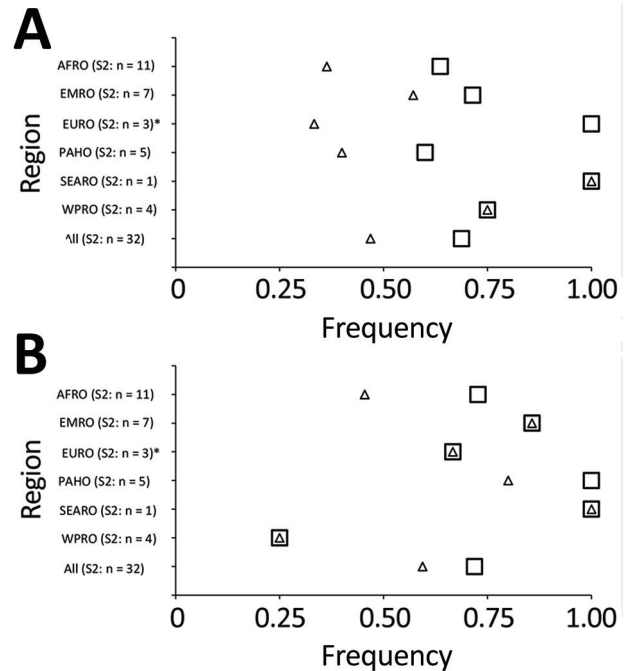 A
Region
AFRO (S2: n = 11)
EMRO (S2: n = 7)
EURO (S2: n = 3)*
PAHO (S2: n = 5)
SEARO (S2: n = 1)
WPRO (S2: n = 4)
^ll (S2: n = 32)
0 0.25 0.50 0.75 1.00
Frequency
B
Region
AFRO (S2: n = 11)
EMRO (S2: n = 7)
EURO (S2: n = 3)*
PAHO (S2: n = 5)
SEARO (S2: n = 1)
WPRO (S2: n = 4)
All (S2: n = 32)
0 0.25 0.50 0.75 1.00
Frequency